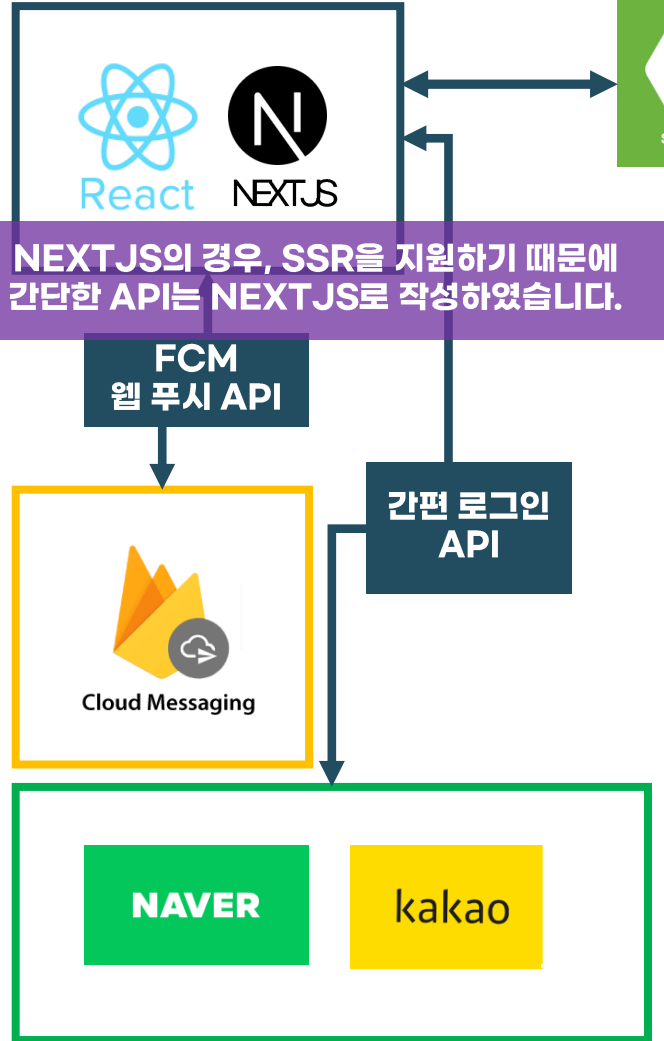 React
NEXT.JS
NEXTJS의 경우, SSR을 지원하기 때문에
간단한 API는 NEXTJS로 작성하였습니다.
FCM
웹 푸시 API
간편 로그인
API
Cloud Messaging
NAVER
kakao